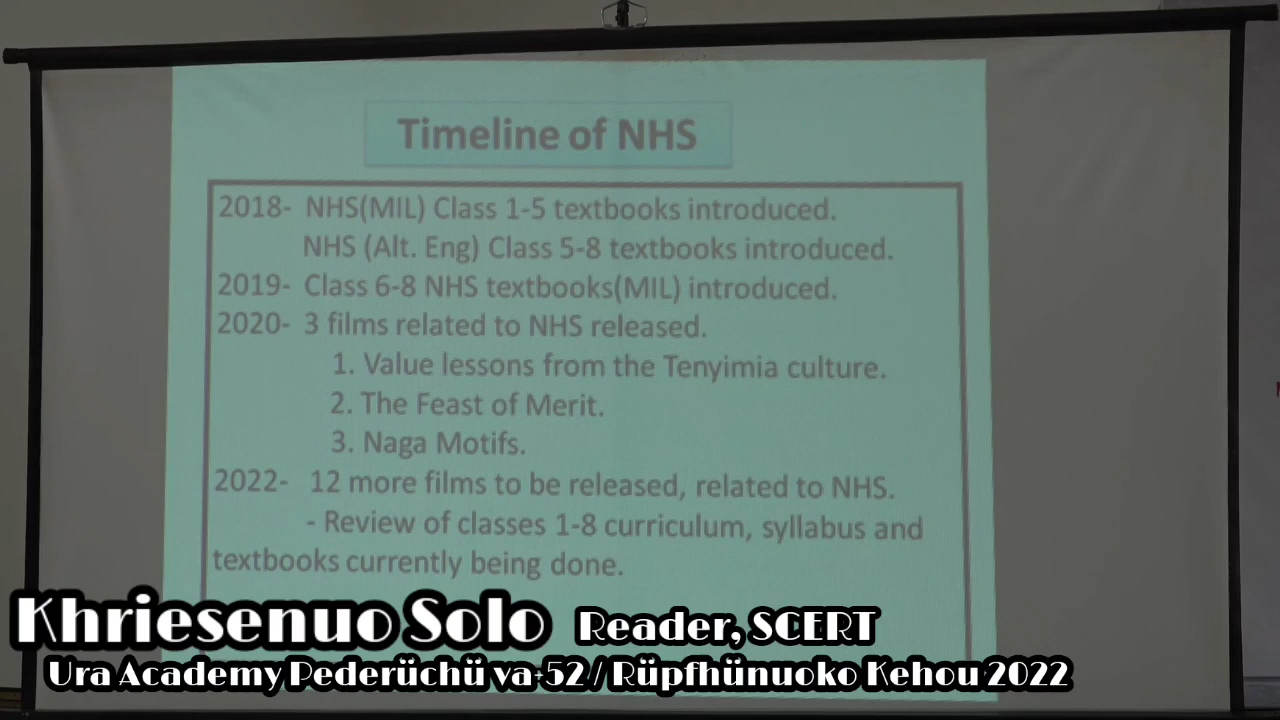 Timeline of NHS
2018- NHS(MIL) Class 1-5 textbooks introduced.
NHS (Alt. Eng) Class 5-8 textbooks introduced.
2019- Class 6-8 NHS textbooks(MIL) introduced.
2020- 3 films related to NHS released.
1. Value lessons from the Tenyimia culture.
2. The Feast of Merit.
3. Naga Motifs.
2022- 12 more films to be released, related to NHS.
- Review of classes 1-8 curriculum, syllabus and
textbooks currently being done.
Khriesenuo Solo Reader, SCERT
Ura Academy Pederüchü va-52 / Rüpfhünuoko Kehou 2022